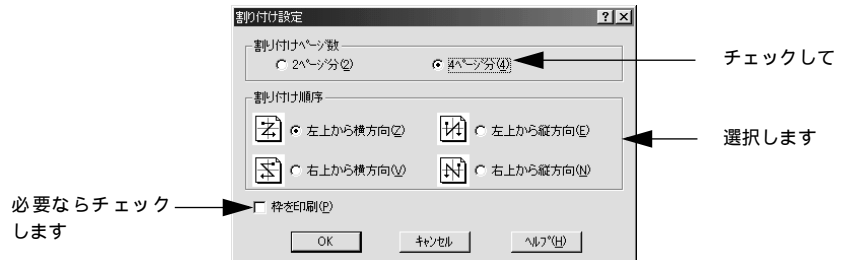 割り付け設定
割り付けページ数
2ページ分(2)
4ページ分(4)
チェックして
割り付け順序
左上から横方向(Z)
左上から縦方向(E)
選択します
右上から横方向(V)
右上から縦方向(N)
必要ならチェック
します
枠を印刷(P)
OK
キャンセル
ヘルプ(H)